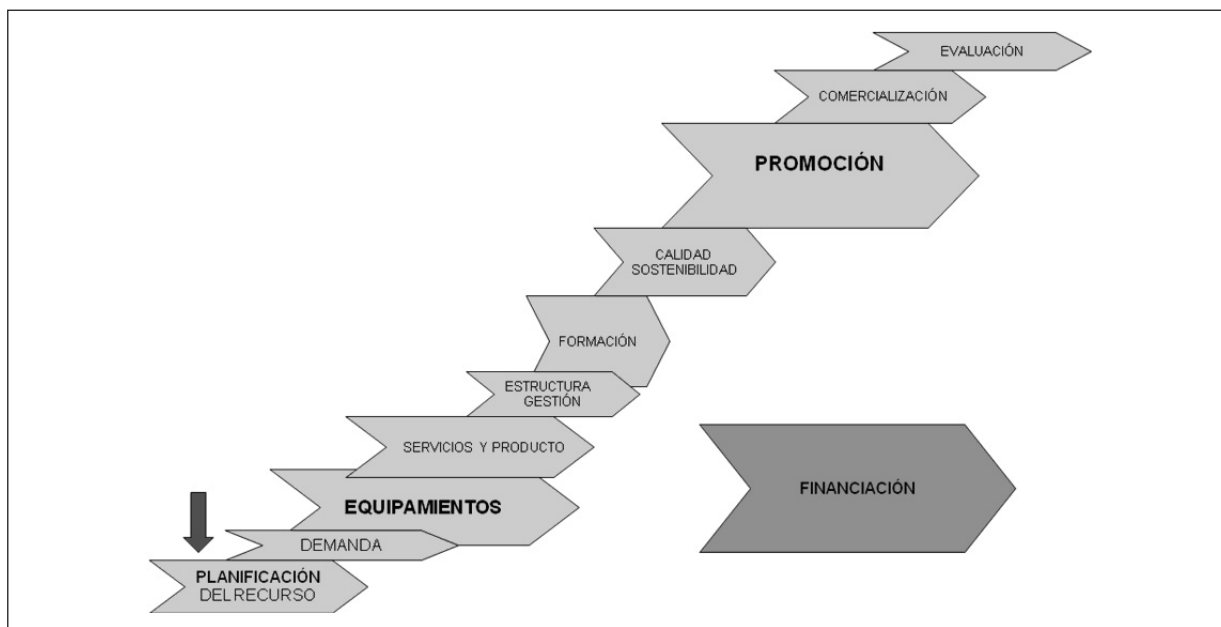 EVALUACIÓN
COMERCIALIZACIÓN
PROMOCIÓN
CALIDAD
SOSTENIBILIDAD
FORMACIÓN
ESTRUCTURA
GESTIÓN
SERVICIOS Y PRODUCTO
EQUIPAMIENTOS
FINANCIACIÓN
DEMANDA
PLANIFICACIÓN
DEL RECURSO